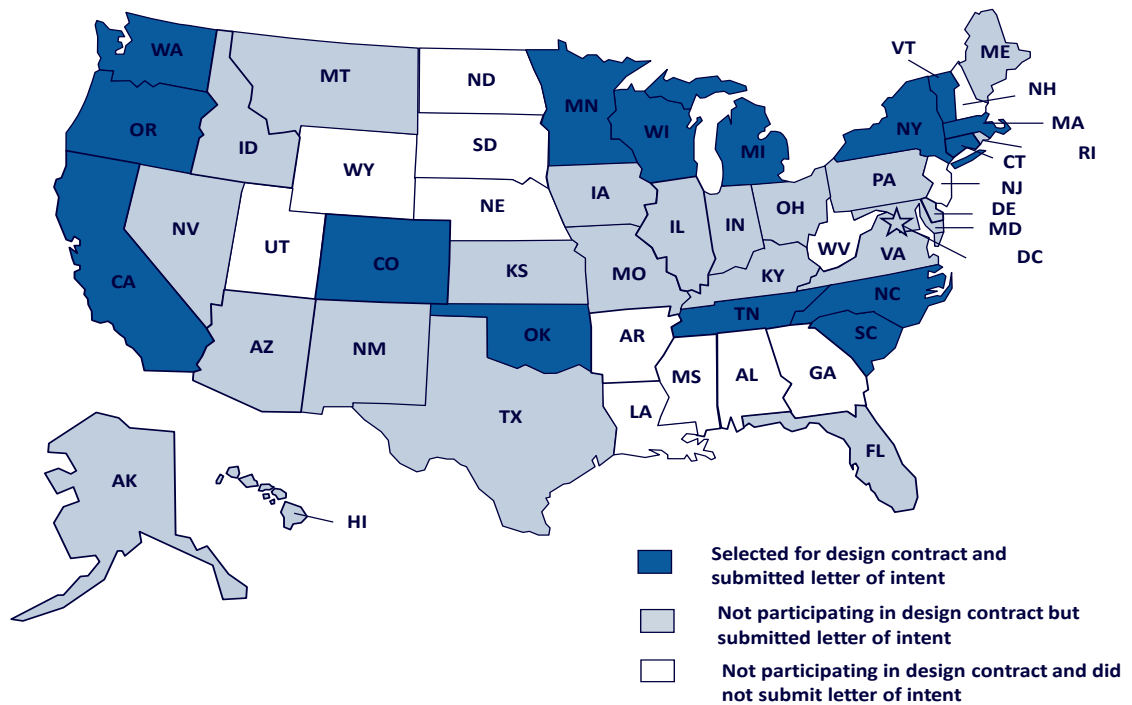 WA
MT
ND
MN
VT
ME
NH
OR
ID
SD
WI
MI
NY
MA
RI
WY
CT
IA
PA
NJ
NE
NV
UT
IL
IN
OH
DE
MD
CA
CO
KS
MO
WV
VA
DC
KY
NC
TN
AZ
NM
OK
AR
SC
MS
AL
GA
TX
LA
FL
AK
HI
Selected for design contract and
submitted letter of intent
Not participating in design contract but
submitted letter of intent
Not participating in design contract and did
not submit letter of intent